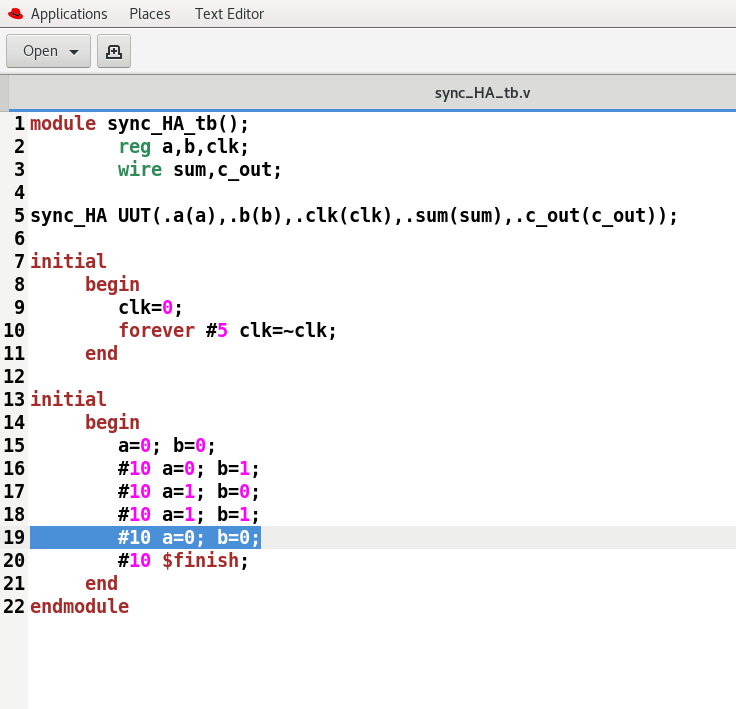 Applications Places Text Editor
Open
sync_HA_tb.v
1 module sync_HA_tb();
2 reg a,b,clk;
3 wire sum,c_out;
4
5 sync_HA UUT(.a(a),.b(b),.clk(clk),.sum(sum),.c_out(c_out));
6
7 initial
8 begin
9 clk=0;
10 forever #5 clk=~clk;
11 end
12
13 initial
14 begin
15 a=0; b=0;
16 #10 a=0; b=1;
17 #10 a=1; b=0;
18 #10 a=1; b=1;
19 #10 a=0; b=0;
20 #10 $finish;
21 end
22 endmodule